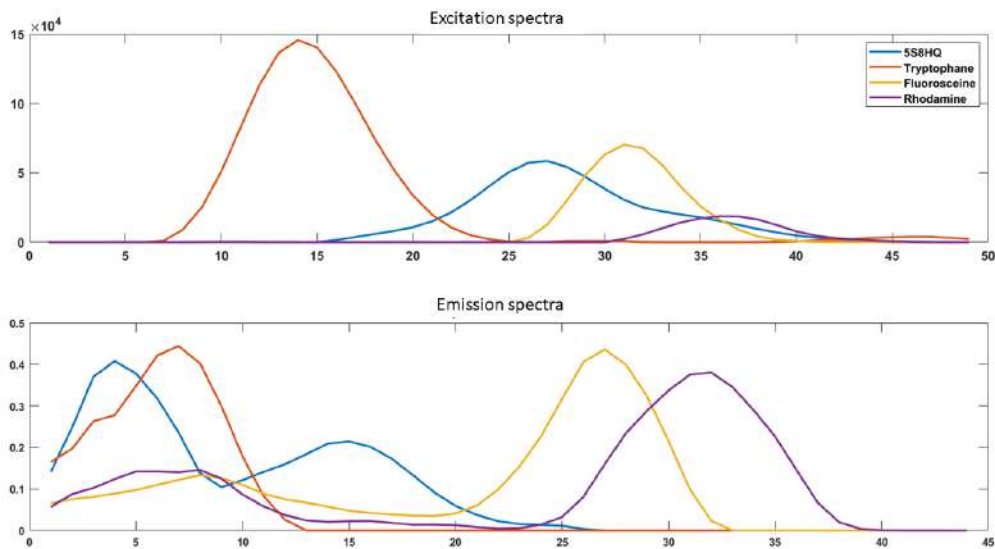 Excitation spectra
×10⁴
15
10
5
0
0 5 10 15 20 25 30 35 40 45 50
5S8HQ
Tryptophane
Fluorosceine
Rhodamine
Emission spectra
0.5
0.4
0.3
0.2
0.1
0
0 5 10 15 20 25 30 35 40 45